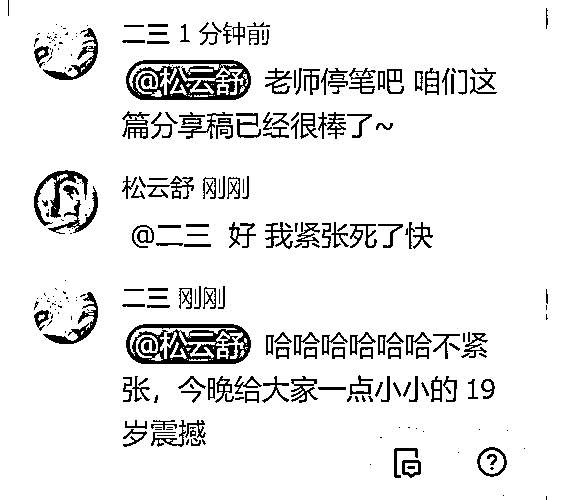 二三 1 分钟前
@松云舒 老师停笔吧 咱们这
篇分享稿已经很棒了~
松云舒 刚刚
@二三 好 我紧张死了快
二三 刚刚
@松云舒 哈哈哈哈哈哈不紧
张，今晚给大家一点小小的 19
岁震撼